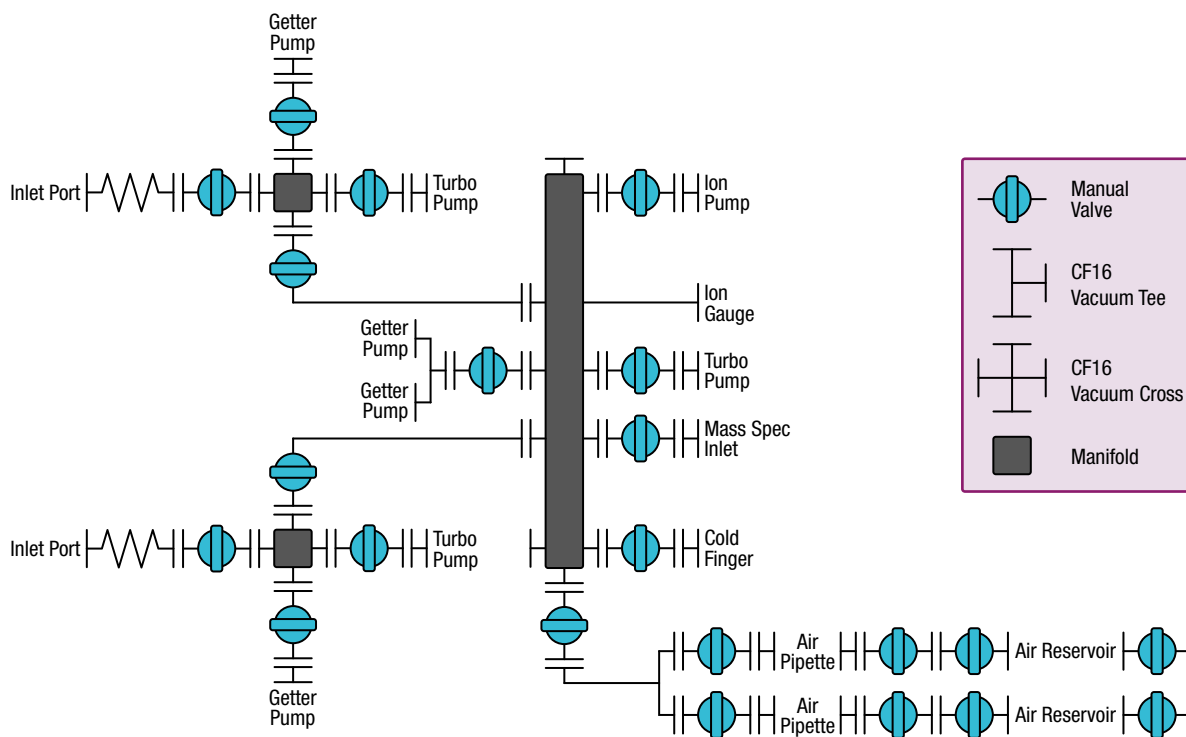 Getter
Pump
Inlet Port
Turbo
Pump
Ion
Pump
Ion
Gauge
Getter
Pump
Getter
Pump
Turbo
Pump
Mass Spec
Inlet
Inlet Port
Turbo
Pump
Cold
Finger
Getter
Pump
Air
Pipette
Air Reservoir
Air
Pipette
Air Reservoir
Manual
Valve
CF16
Vacuum Tee
CF16
Vacuum Cross
Manifold